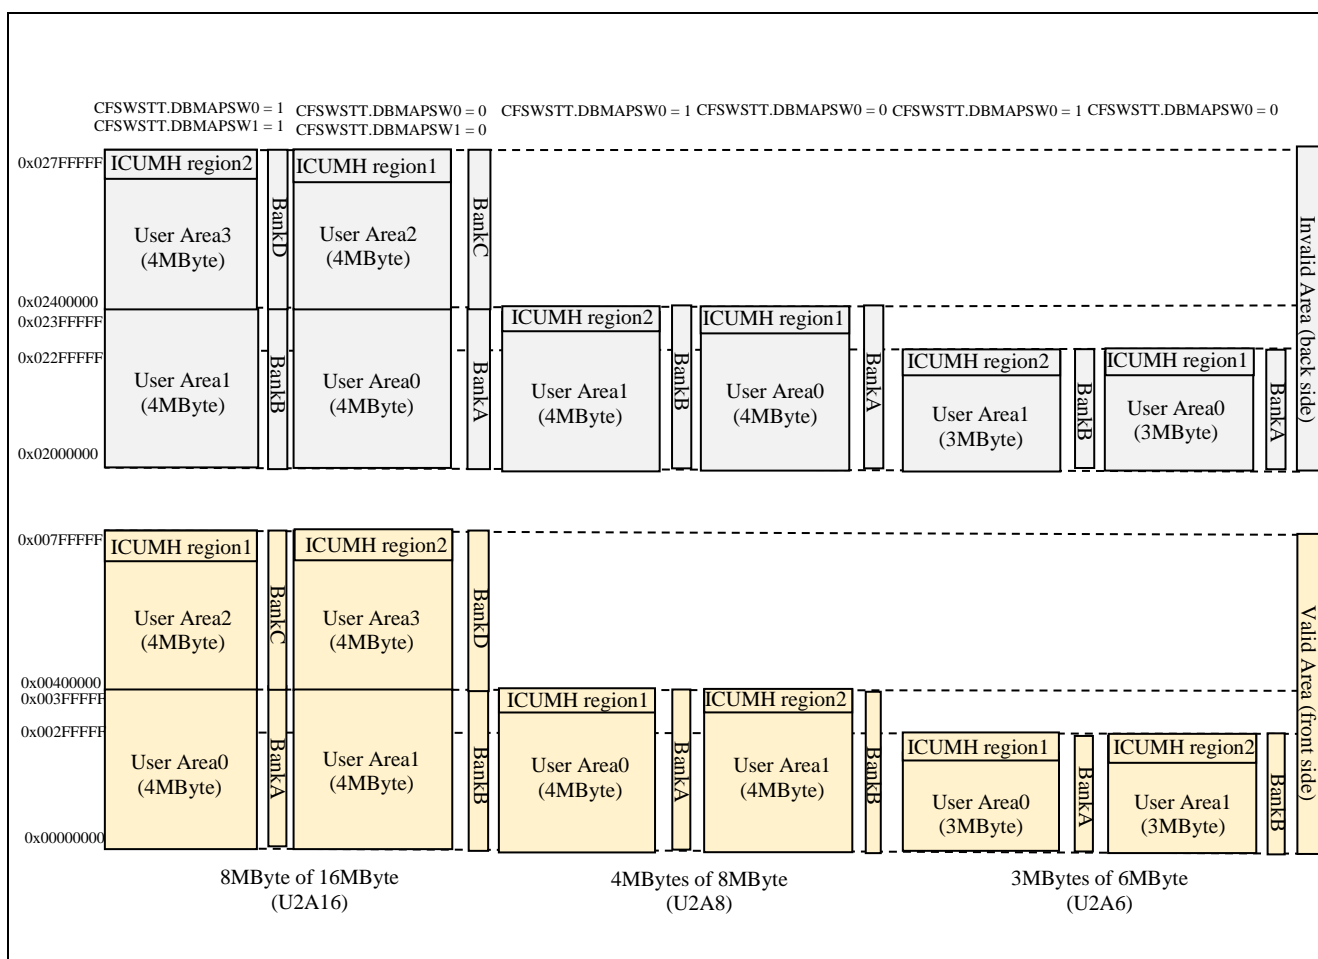 CFSWSTT.DBMAPSW0 = 1
CFSWSTT.DBMAPSW1 = 1
CFSWSTT.DBMAPSW0 = 0
CFSWSTT.DBMAPSW1 = 0
CFSWSTT.DBMAPSW0 = 1
CFSWSTT.DBMAPSW0 = 0
CFSWSTT.DBMAPSW0 = 1
CFSWSTT.DBMAPSW0 = 0
0x027FFFFF
ICUMH region2
User Area3
(4MByte)
BankD
ICUMH region1
User Area2
(4MByte)
BankC
Invalid Area (back side)
0x02400000
0x023FFFFF
0x022FFFFF
0x02000000
User Area1
(4MByte)
BankB
User Area0
(4MByte)
BankA
ICUMH region2
User Area1
(4MByte)
BankB
ICUMH region1
User Area0
(4MByte)
BankA
ICUMH region2
User Area1
(3MByte)
BankB
ICUMH region1
User Area0
(3MByte)
BankA
0x007FFFFF
ICUMH region1
User Area2
(4MByte)
BankC
ICUMH region2
User Area3
(4MByte)
BankD
Valid Area (front side)
0x00400000
0x003FFFFF
0x002FFFFF
0x00000000
User Area0
(4MByte)
BankA
User Area1
(4MByte)
BankB
ICUMH region1
User Area0
(4MByte)
BankA
ICUMH region2
User Area1
(4MByte)
BankB
ICUMH region1
User Area0
(3MByte)
BankA
ICUMH region2
User Area1
(3MByte)
BankB
8MByte of 16MByte
(U2A16)
4MBytes of 8MByte
(U2A8)
3MBytes of 6MByte
(U2A6)